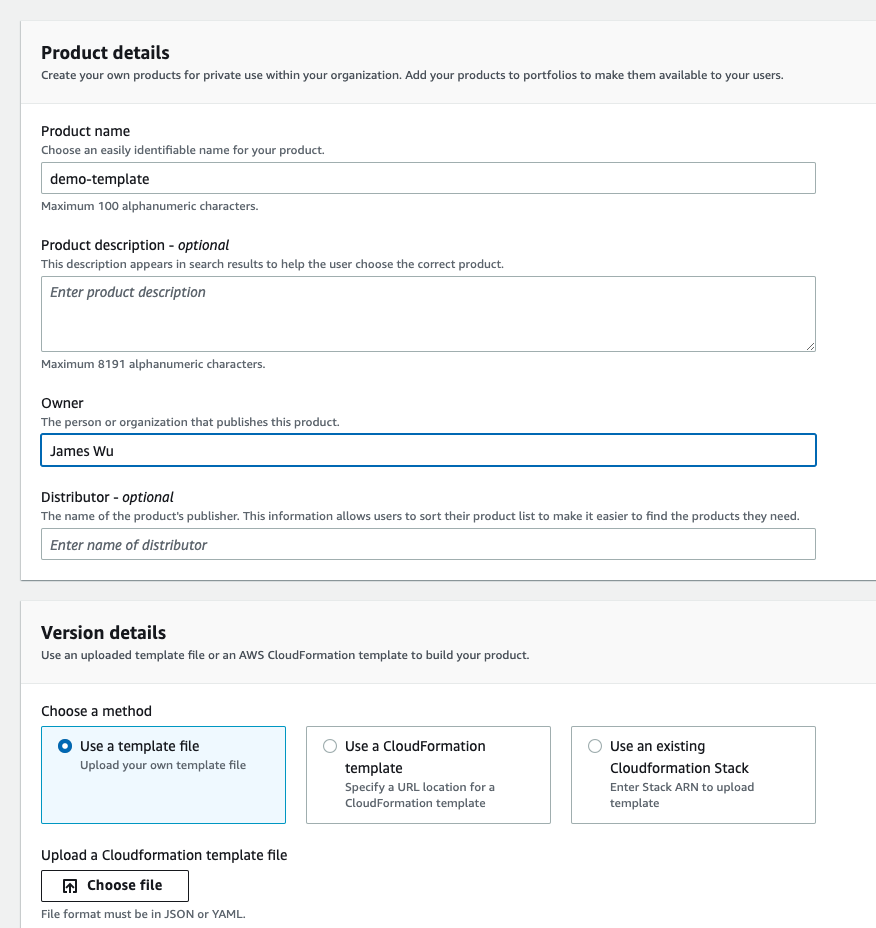 Product details
Create your own products for private use within your organization. Add your products to portfolios to make them available to your users.
Product name
Choose an easily identifiable name for your product.
demo-template
Maximum 100 alphanumeric characters.
Product description - optional
This description appears in search results to help the user choose the correct product.
Enter product description
Maximum 8191 alphanumeric characters.
Owner
The person or organization that publishes this product.
James Wu
Distributor - optional
The name of the product's publisher. This information allows users to sort their product list to make it easier to find the products they need.
Enter name of distributor
Version details
Use an uploaded template file or an AWS CloudFormation template to build your product.
Choose a method
Use a template file
Upload your own template file
Use a CloudFormation
template
Specify a URL location for a
CloudFormation template
Use an existing
Cloudformation Stack
Enter Stack ARN to upload
template
Upload a Cloudformation template file
Choose file
File format must be in JSON or YAML.